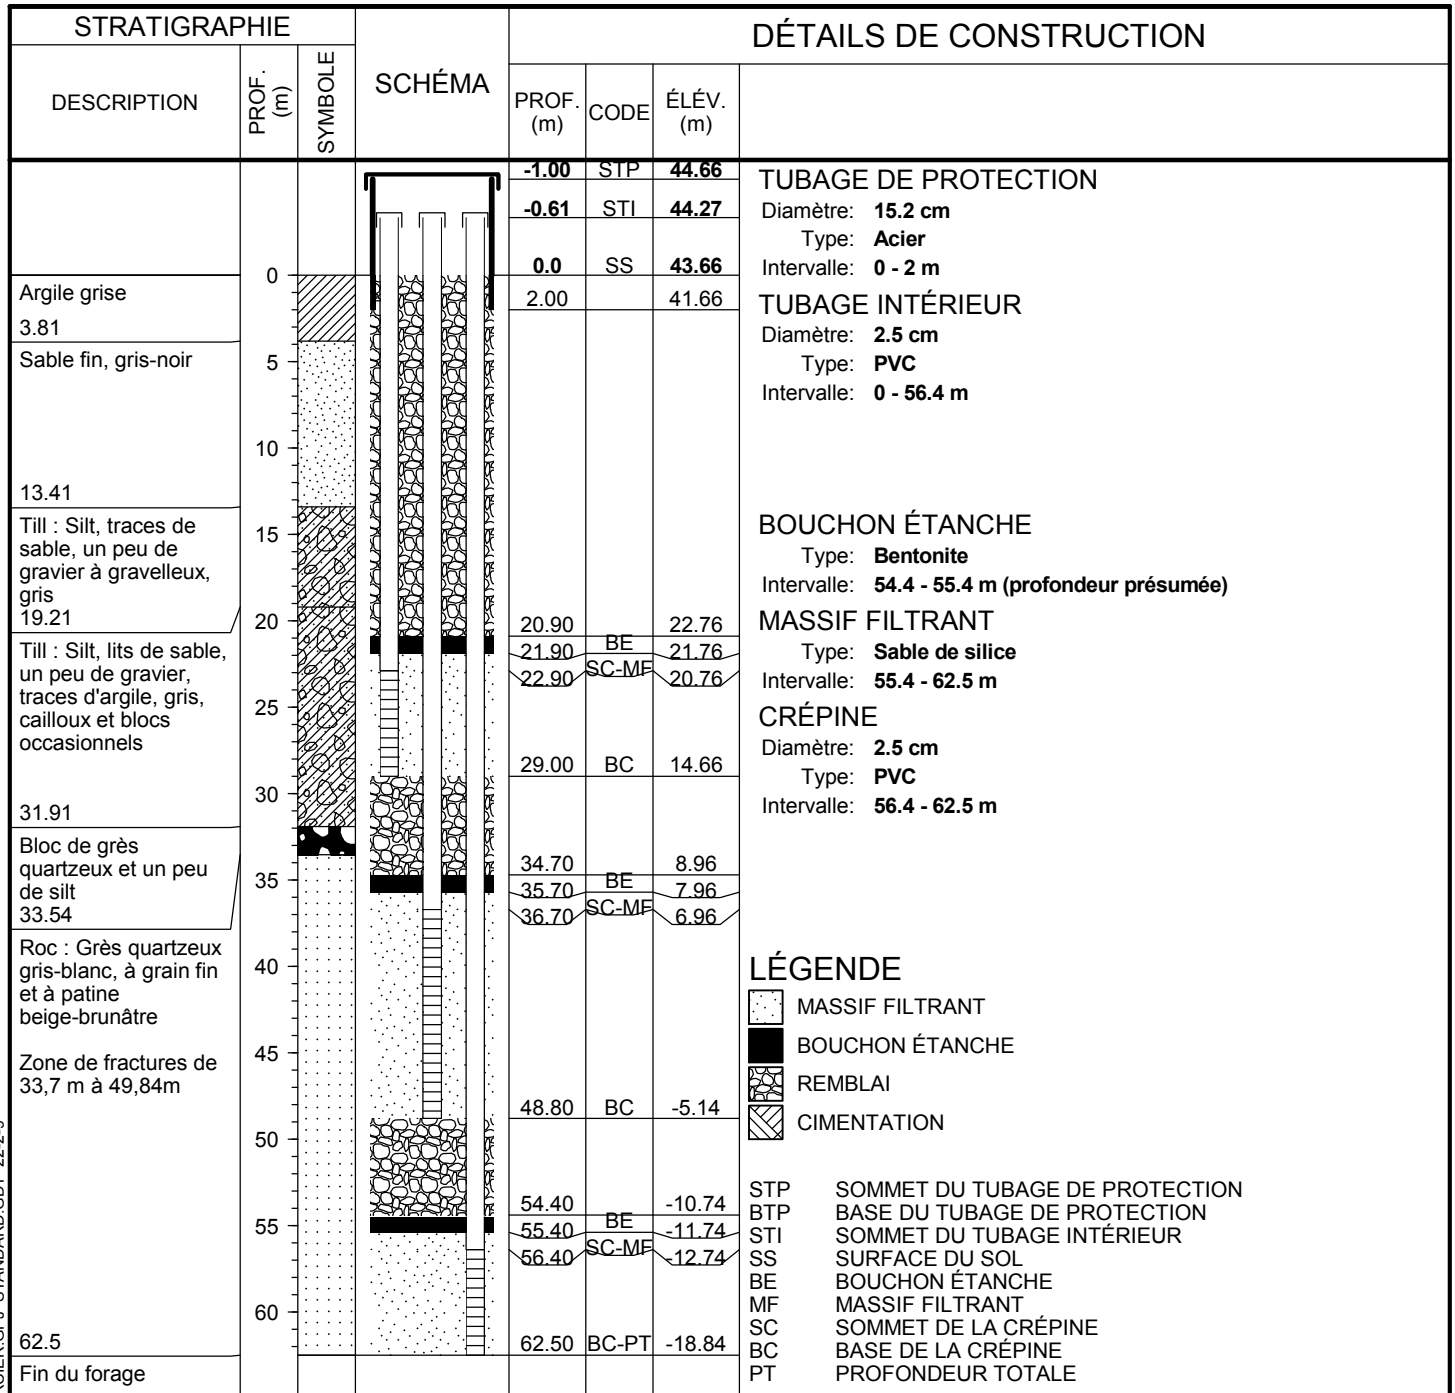 STRATIGRAPHIE
DESCRIPTION
PROF. (m)
SYMBOLE
SCHÉMA
DÉTAILS DE CONSTRUCTION
PROF. (m)
CODE
ÉLÉV. (m)
-1.00 STP 44.66
-0.61 STI 44.27
0.0 SS 43.66
2.00 41.66
20.90 22.76
BE
21.90 21.76
SC-MF
22.90 20.76
29.00 BC 14.66
34.70 8.96
BE
35.70 7.96
SC-MF
36.70 6.96
48.80 BC -5.14
54.40 -10.74
BE
55.40 -11.74
SC-MF
56.40 -12.74
62.50 BC-PT -18.84
Argile grise
3.81
Sable fin, gris-noir
13.41
Till : Silt, traces de
sable, un peu de
gravier à gravelleux,
gris
19.21
Till : Silt, lits de sable,
un peu de gravier,
traces d'argile, gris,
cailloux et blocs
occasionnels
31.91
Bloc de grès
quartzeux et un peu
de silt
33.54
Roc : Grès quartzeux
gris-blanc, à grain fin
et à patine
beige-brunâtre
Zone de fractures de
33,7 m à 49,84m
62.5
Fin du forage
0
5
10
15
20
25
30
35
40
45
50
55
60
TUBAGE DE PROTECTION
Diamètre: 15.2 cm
Type: Acier
Intervalle: 0 - 2 m
TUBAGE INTÉRIEUR
Diamètre: 2.5 cm
Type: PVC
Intervalle: 0 - 56.4 m
BOUCHON ÉTANCHE
Type: Bentonite
Intervalle: 54.4 - 55.4 m (profondeur présumée)
MASSIF FILTRANT
Type: Sable de silice
Intervalle: 55.4 - 62.5 m
CRÉPINE
Diamètre: 2.5 cm
Type: PVC
Intervalle: 56.4 - 62.5 m
LÉGENDE
MASSIF FILTRANT
BOUCHON ÉTANCHE
REMBLAI
CIMENTATION
STP SOMMET DU TUBAGE DE PROTECTION
BTP BASE DU TUBAGE DE PROTECTION
STI SOMMET DU TUBAGE INTÉRIEUR
SS SURFACE DU SOL
BE BOUCHON ÉTANCHE
MF MASSIF FILTRANT
SC SOMMET DE LA CRÉPINE
BC BASE DE LA CRÉPINE
PT PROFONDEUR TOTALE